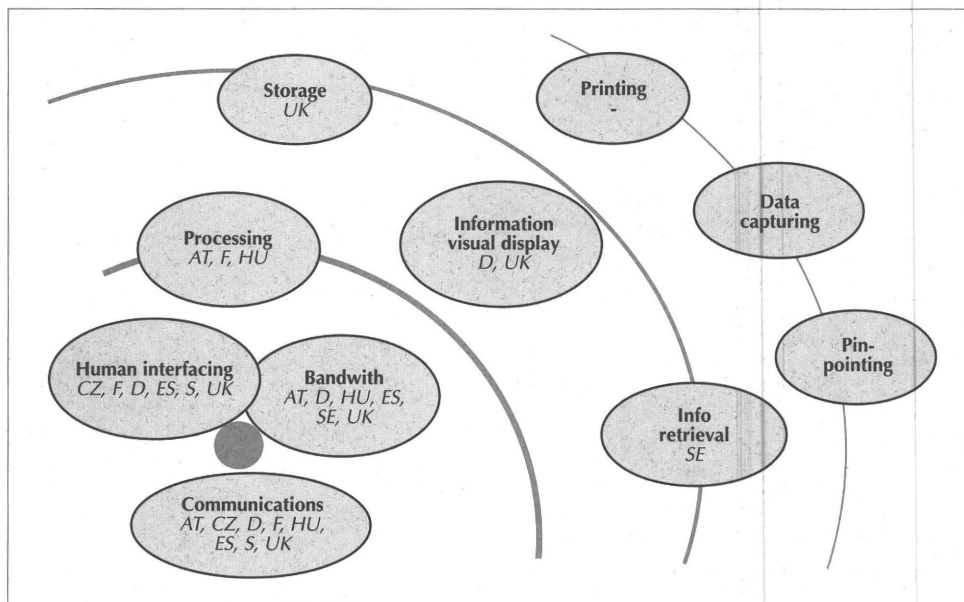 Storage
UK
Printing
-
Data
capturing
Information
visual display
D, UK
Processing
AT, F, HU
Pin-
pointing
Human interfacing
CZ, F, D, ES, S, UK
Bandwith
AT, D, HU, ES,
SE, UK
Info
retrieval
SE
Communications
AT, CZ, D, F, HU,
ES, S, UK